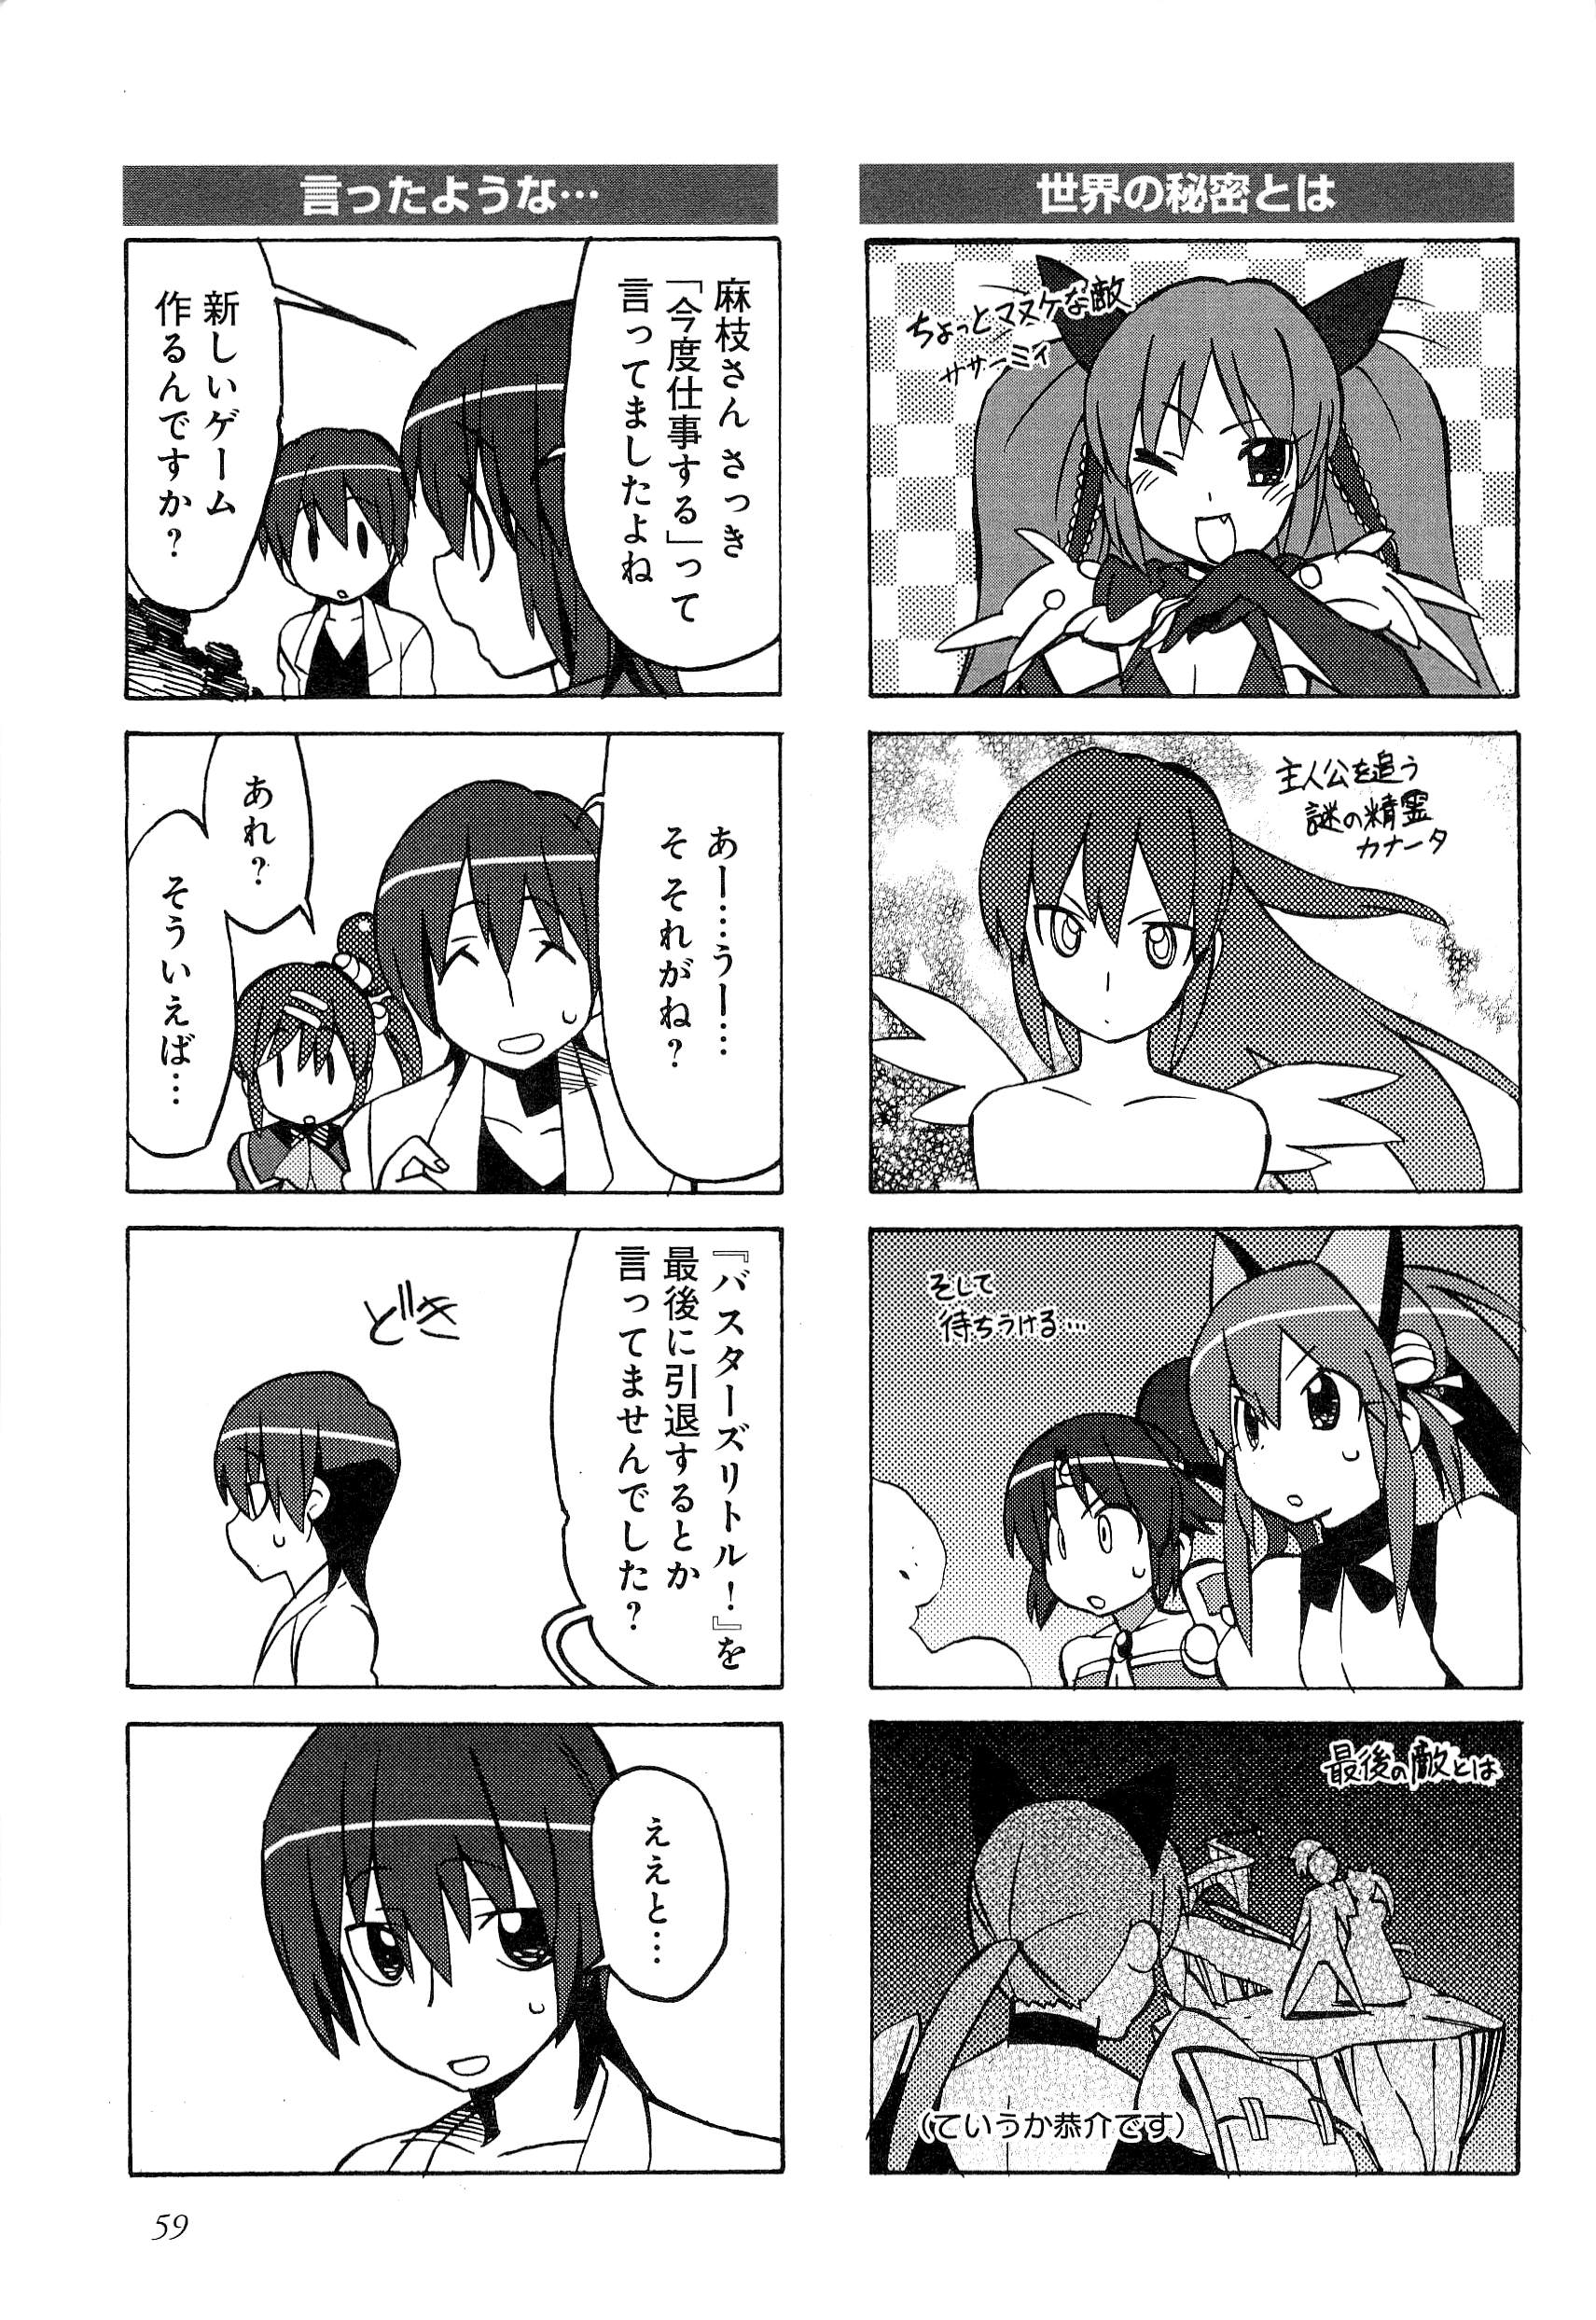 世界の秘密とは
ちょっとマヌケな敵
ササーミィ
主人公を追う
謎の精霊
カナータ
そして
待ちうける…
最後の敵とは
(ていうか恭介です)
言ったような…
麻枝さん さっき
「今度仕事する」って
言ってましたよね
新しいゲーム
作るんですか?
あー…うー…
そ それがね?
あれ?
そういえば…
『バスターズリトル!』を
最後に引退するとか
言ってませんでした?
どき
ええと…
59